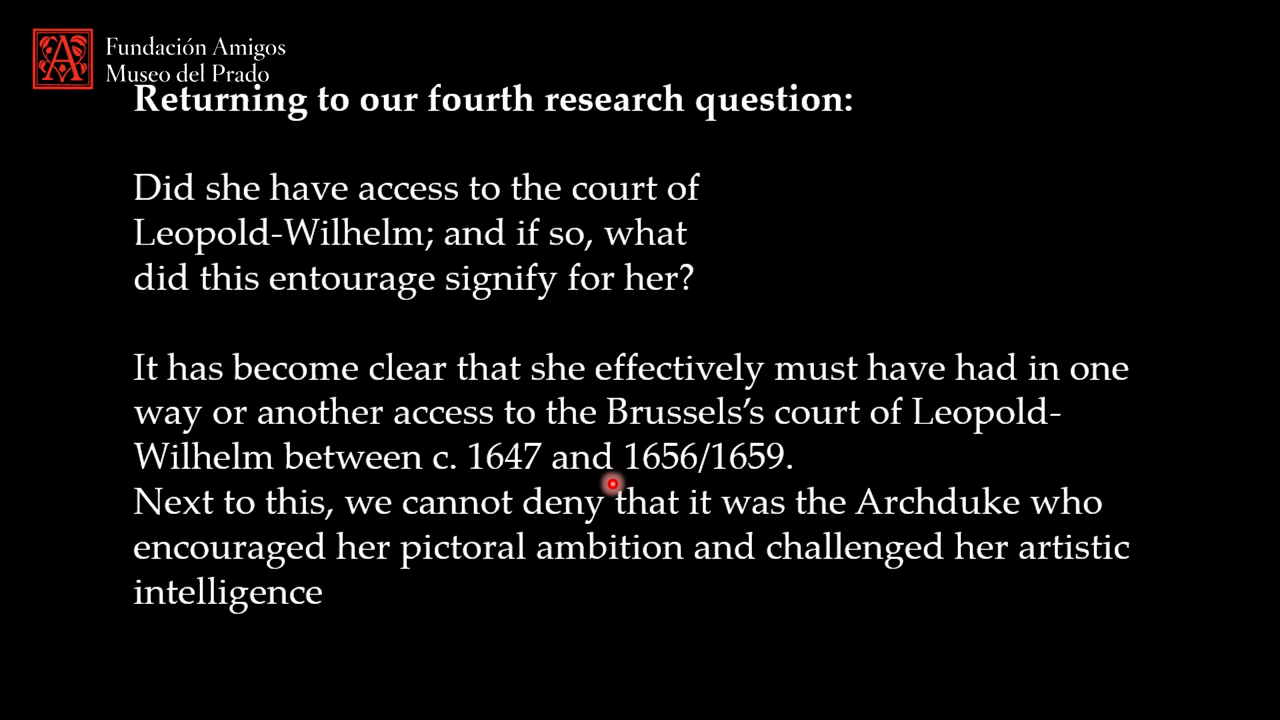 Fundación Amigos
Museo del Prado
Returning to our fourth research question:
Did she have access to the court of
Leopold-Wilhelm; and if so, what
did this entourage signify for her?
It has become clear that she effectively must have had in one
way or another access to the Brussels’s court of Leopold-
Wilhelm between c. 1647 and 1656/1659.
Next to this, we cannot deny that it was the Archduke who
encouraged her pictoral ambition and challenged her artistic
intelligence